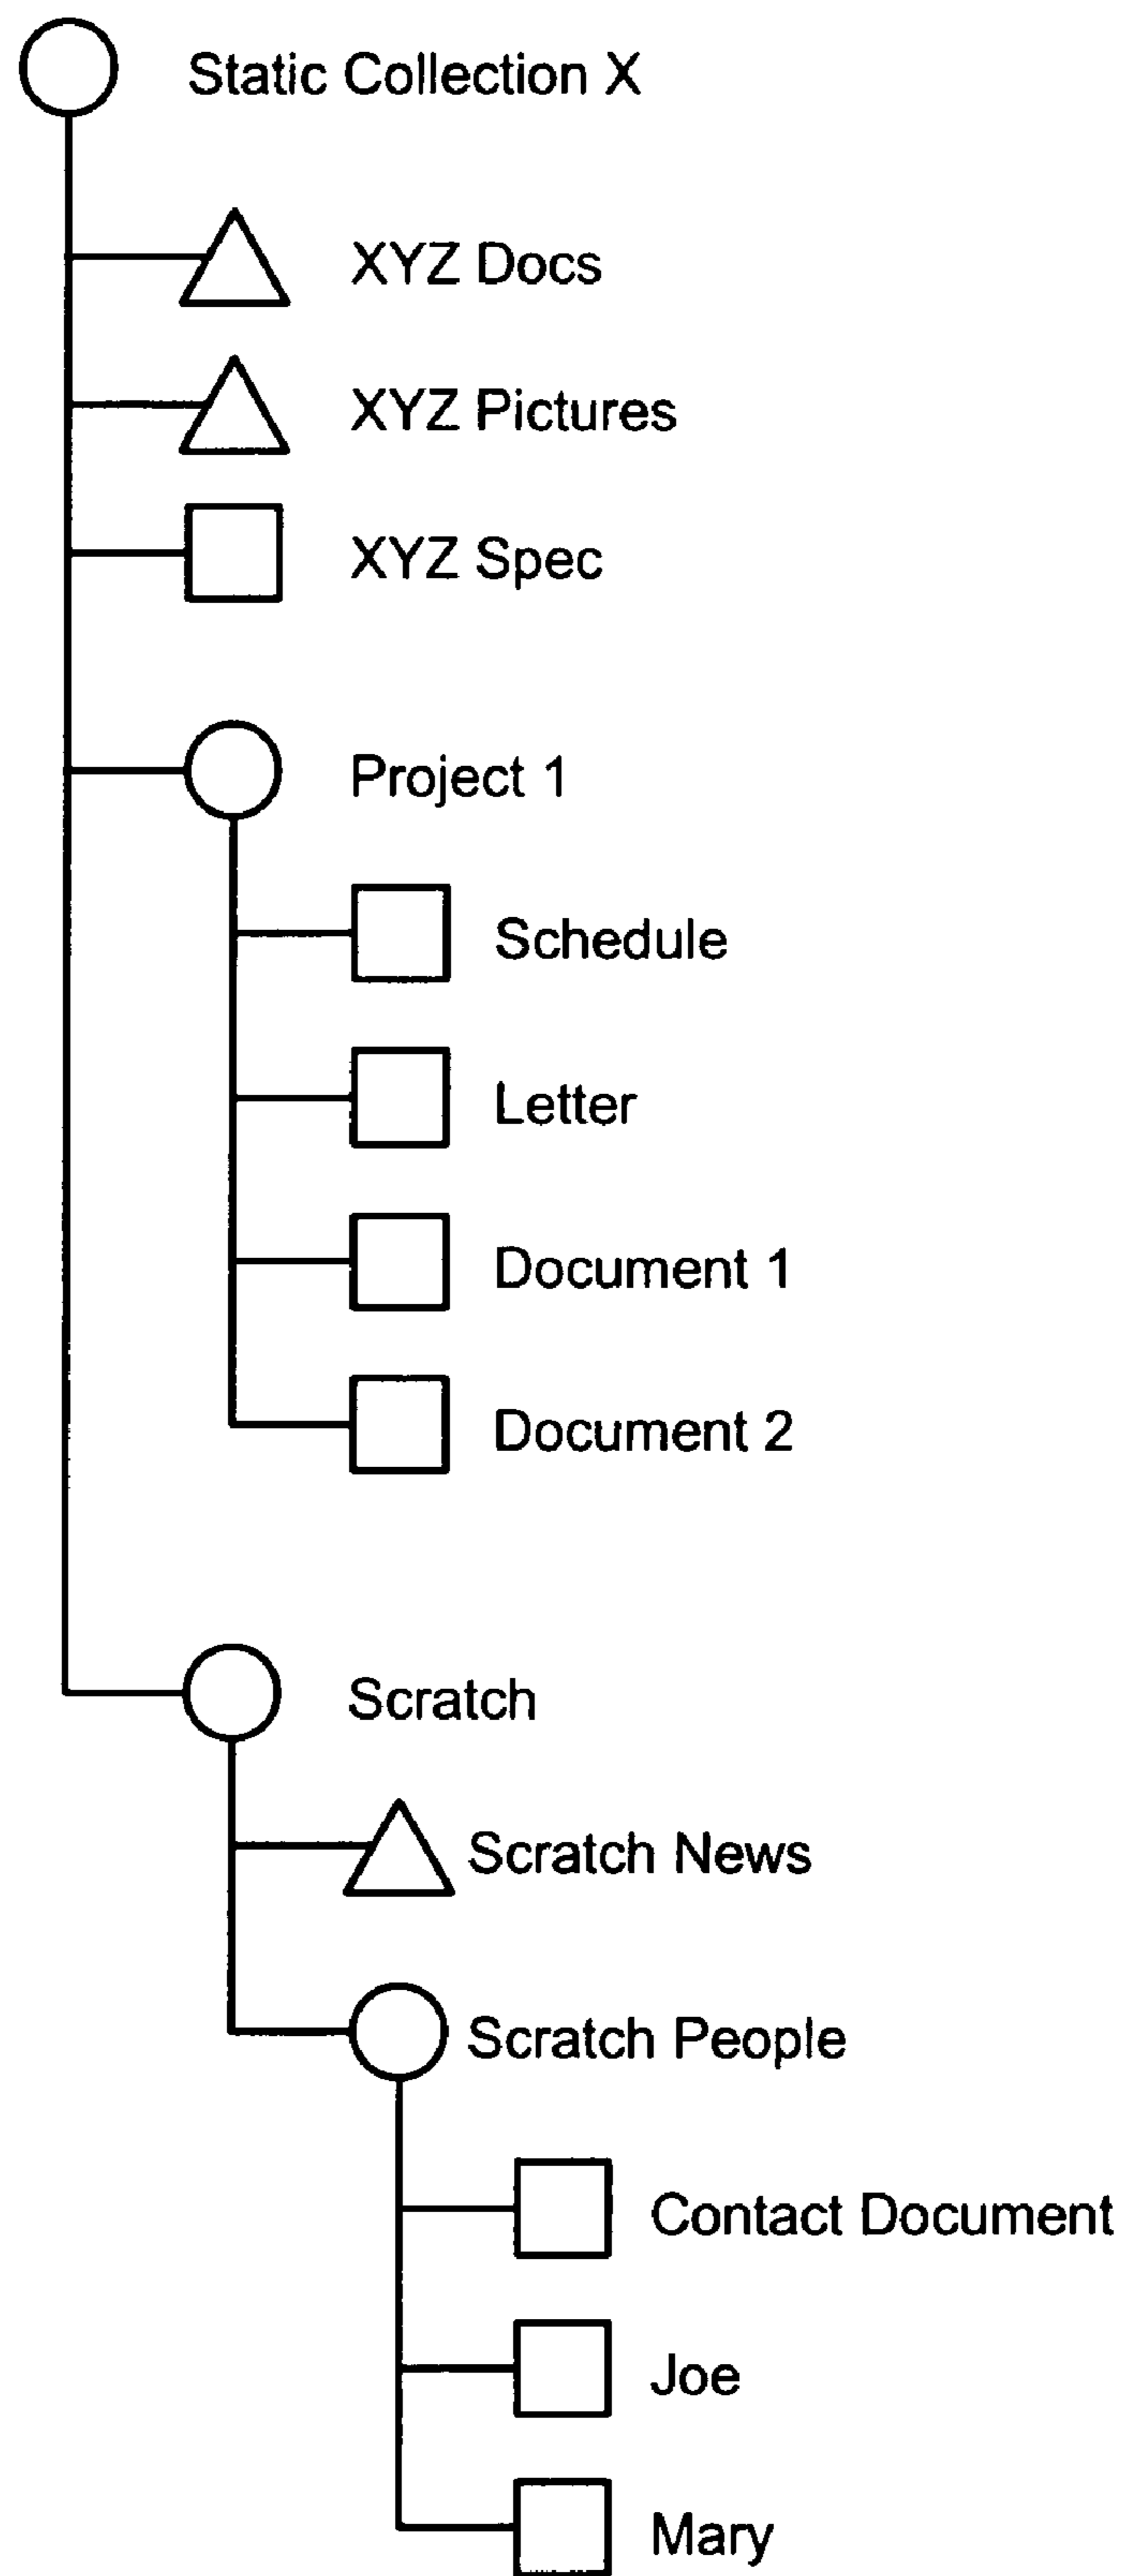 Static Collection X
XYZ Docs
XYZ Pictures
XYZ Spec
Project 1
Schedule
Letter
Document 1
Document 2
Scratch
Scratch News
Scratch People
Contact Document
Joe
Mary